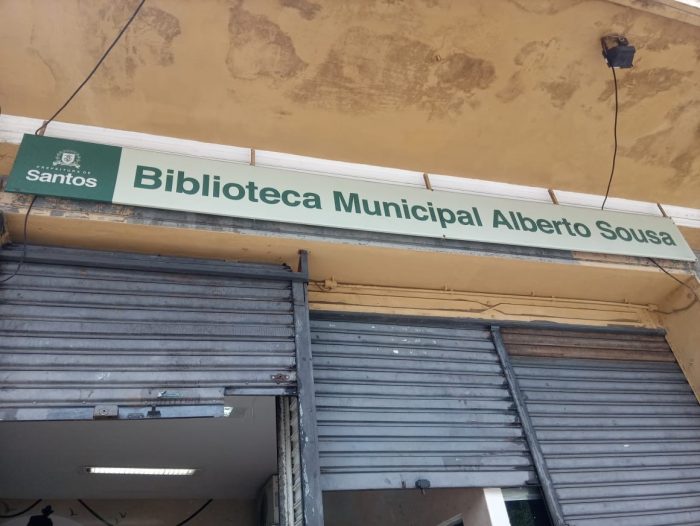 PREFEITURA DE
Santos
Biblioteca Municipal Alberto Sousa